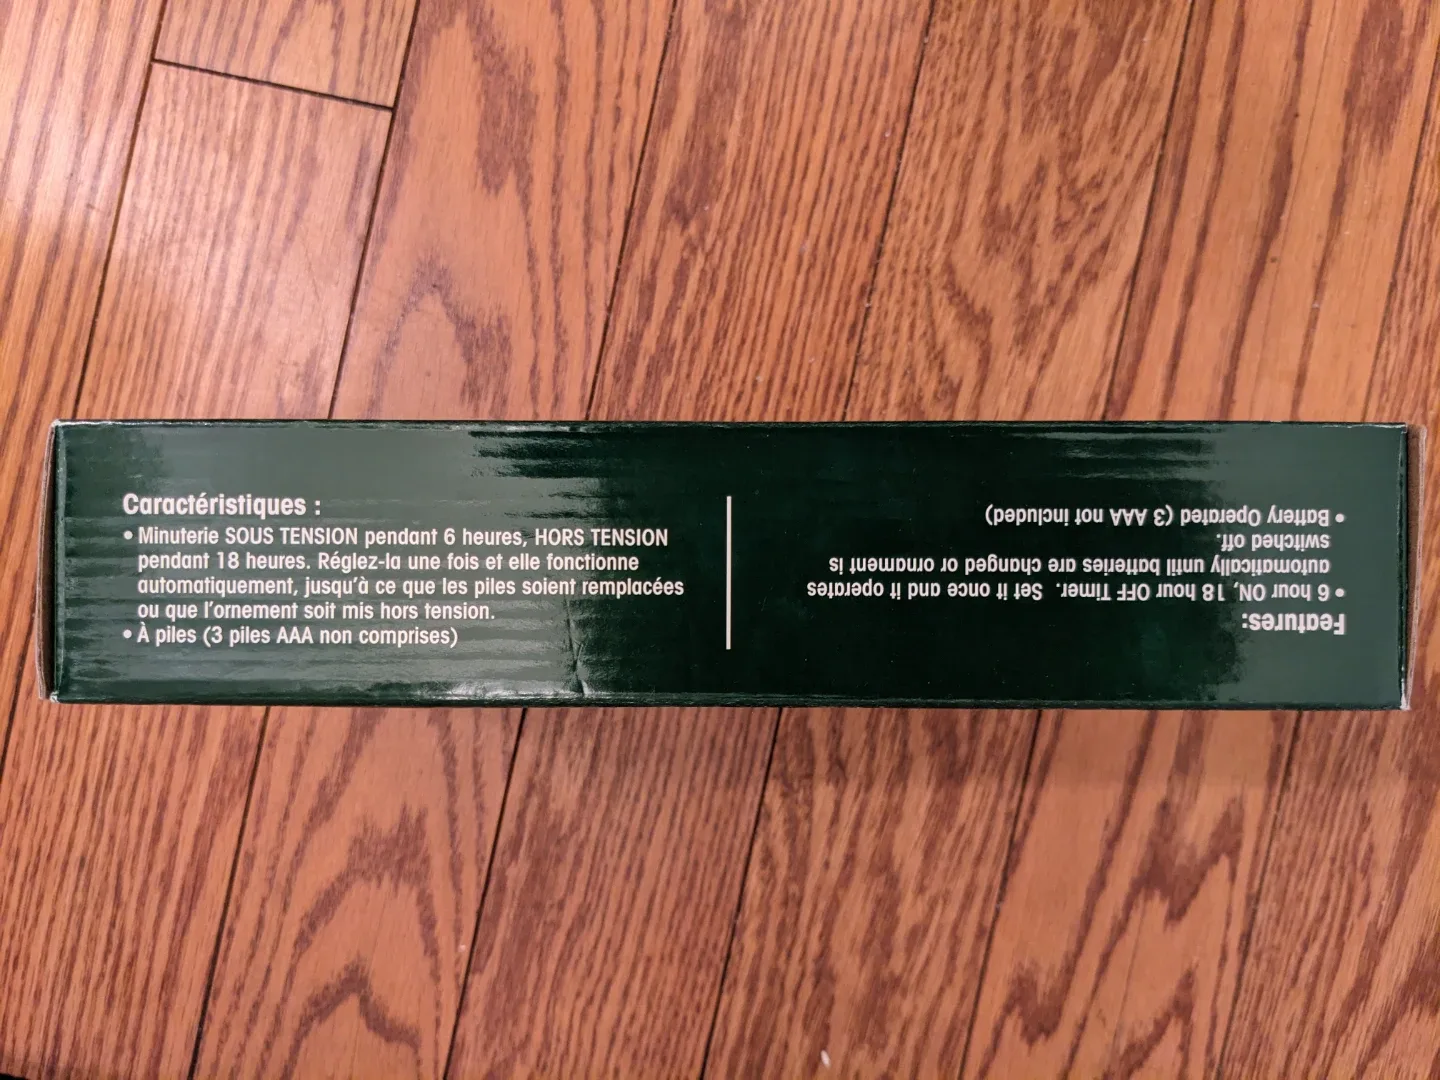 Caractéristiques :
• Minuterie SOUS TENSION pendant 6 heures, HORS TENSION
pendant 18 heures. Réglez-la une fois et elle fonctionne
automatiquement, jusqu'à ce que les piles soient remplacées
ou que l'ornement soit mis hors tension.
• À piles (3 piles AAA non comprises)
Features:
• 6 hour ON, 18 hour OFF Timer. Set it once and it operates
automatically until batteries are changed or ornament is
switched off.
• Battery Operated (3 AAA not included)